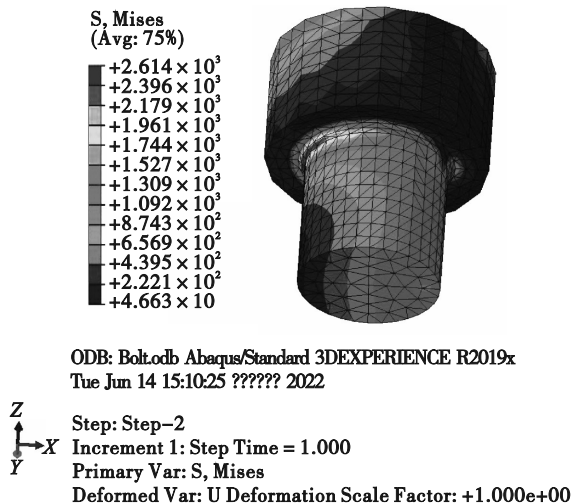 S, Mises
(Avg: 75%)
+2.614 × 10³
+2.396 × 10³
+2.179 × 10³
+1.961 × 10³
+1.744 × 10³
+1.527 × 10³
+1.309 × 10³
+1.092 × 10³
+8.743 × 10²
+6.569 × 10²
+4.395 × 10²
+2.221 × 10²
+4.663 × 10
ODB: Bolt.odb Abaqus/Standard 3DEXPERIENCE R2019x
Tue Jun 14 15:10:25 ?????? 2022
Z
X
Y
Step: Step−2
Increment 1: Step Time = 1.000
Primary Var: S, Mises
Deformed Var: U Deformation Scale Factor: +1.000e+00